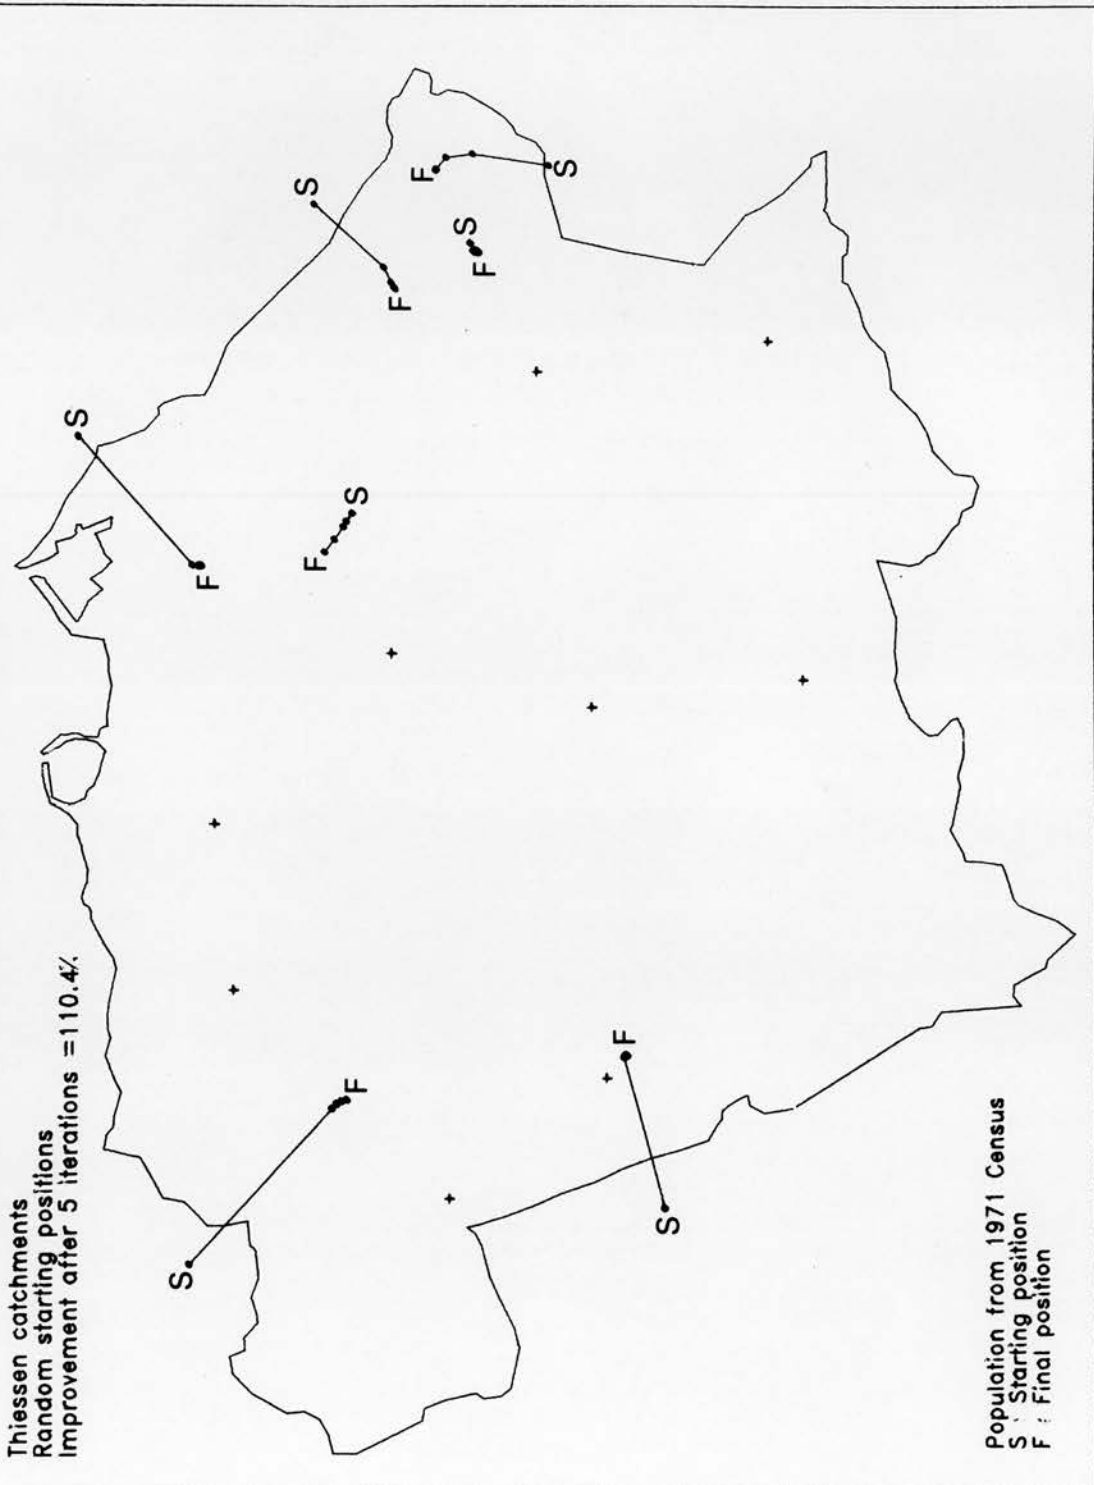 Thiessen catchments
Random starting positions
Improvement after 5 iterations =110.4%
S
F
S
F
S
F
S
F
F
S
S
F
S
F
Population from 1971 Census
S : Starting position
F : Final position